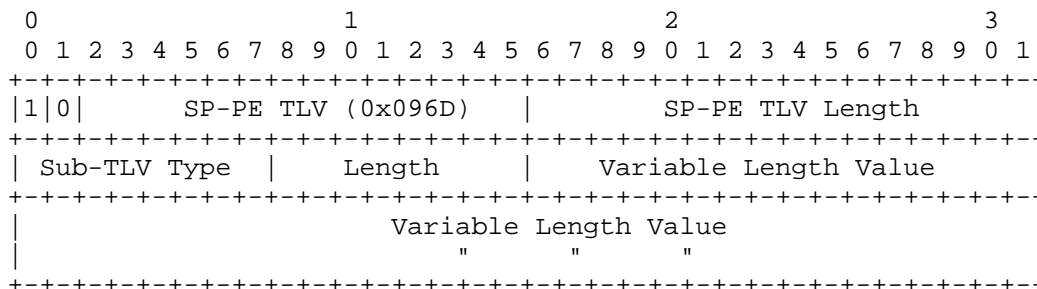 0                   1                   2                   3
 0 1 2 3 4 5 6 7 8 9 0 1 2 3 4 5 6 7 8 9 0 1 2 3 4 5 6 7 8 9 0 1
+-+-+-+-+-+-+-+-+-+-+-+-+-+-+-+-+-+-+-+-+-+-+-+-+-+-+-+-+-+-+-+--
|1|0|     SP-PE TLV (0x096D)    |        SP-PE TLV Length
+-+-+-+-+-+-+-+-+-+-+-+-+-+-+-+-+-+-+-+-+-+-+-+-+-+-+-+-+-+-+-+--
| Sub-TLV Type  |    Length     |    Variable Length Value
+-+-+-+-+-+-+-+-+-+-+-+-+-+-+-+-+-+-+-+-+-+-+-+-+-+-+-+-+-+-+-+--
|                       Variable Length Value
|                           "      "      "
+-+-+-+-+-+-+-+-+-+-+-+-+-+-+-+-+-+-+-+-+-+-+-+-+-+-+-+-+-+-+-+--